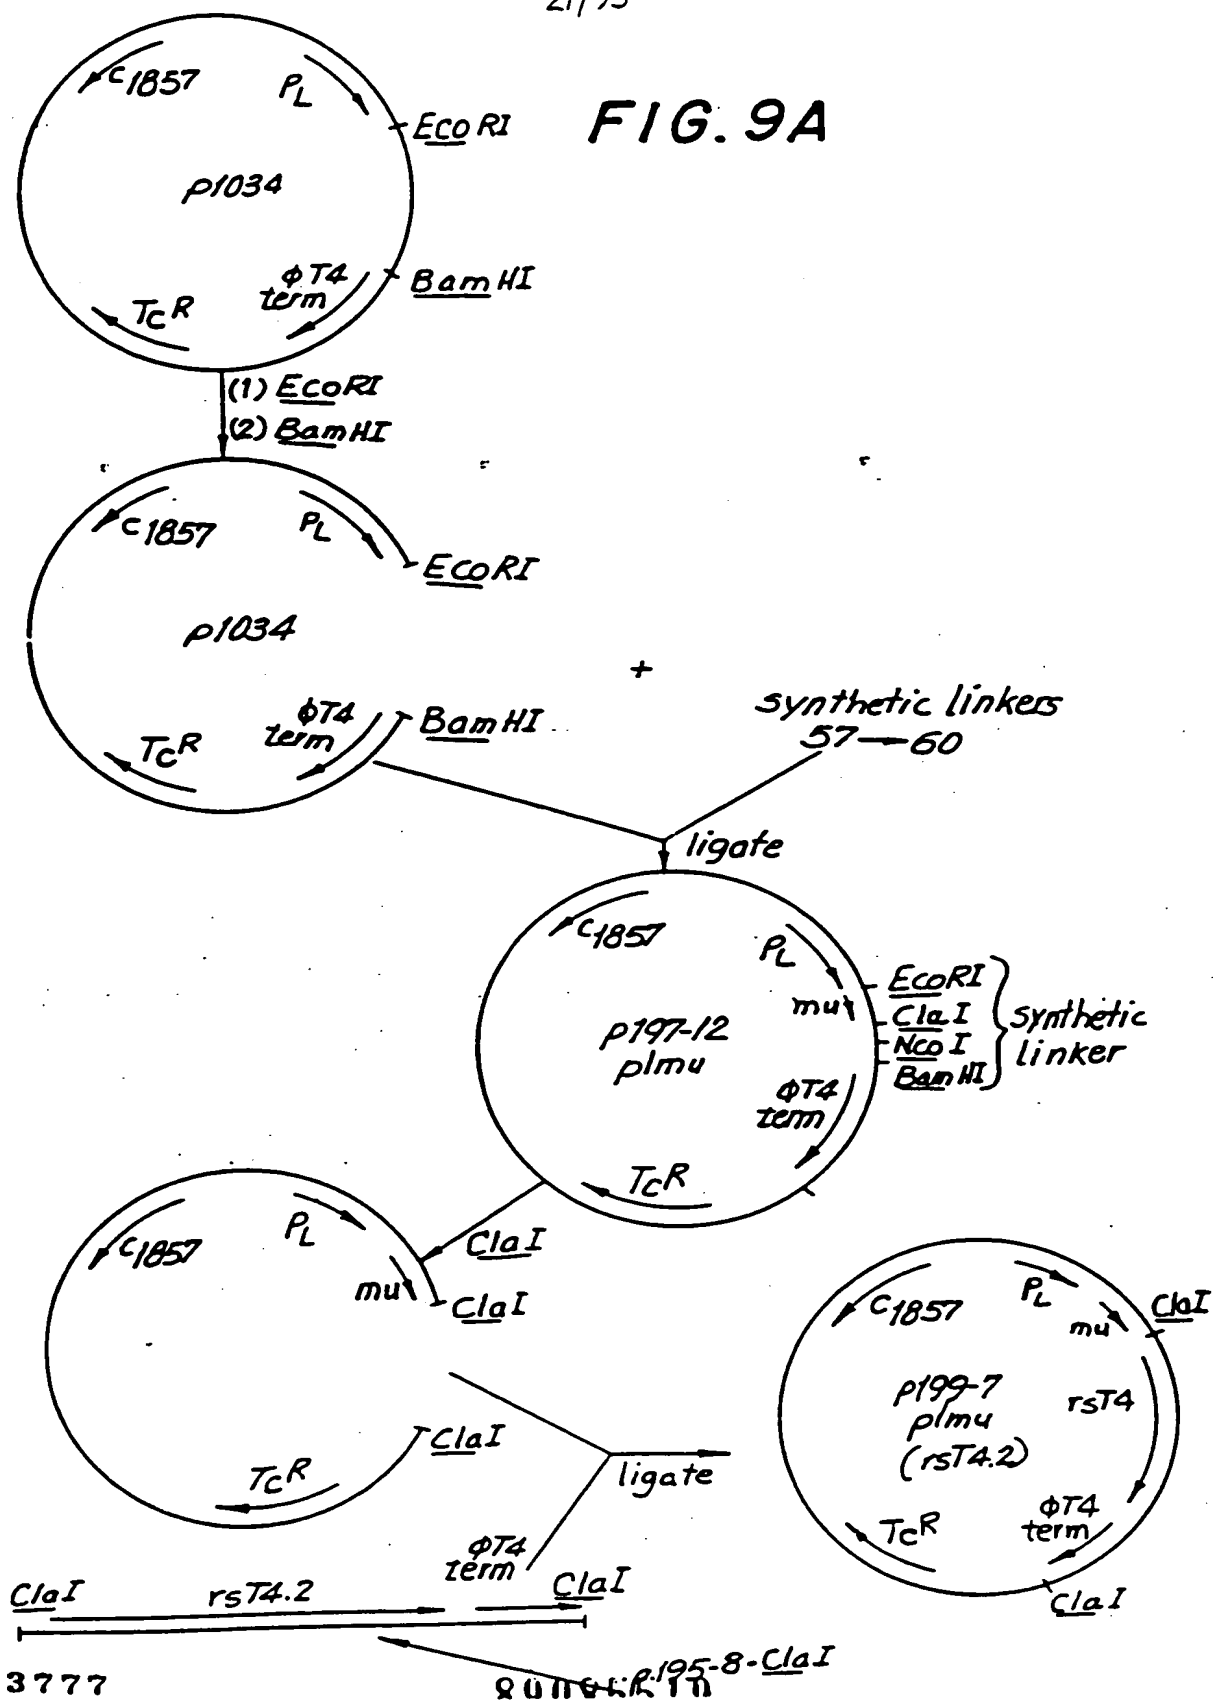 21/93
FIG. 9A
c1857
PL
EcoRI
p1034
φT4
term
BamHI
TcR
(1) EcoRI
(2) BamHI
c1857
PL
EcoRI
p1034
+
φT4
term
BamHI
TcR
synthetic linkers
57→60
ligate
c1857
PL
mu
EcoRI
ClaI
NcoI
BamHI
synthetic
linker
p197-12
plmu
φT4
term
TcR
ClaI
c1857
PL
mu
ClaI
ClaI
TcR
ligate
c1857
PL
mu
ClaI
p199-7
plmu
(rsT4.2)
rsT4
φT4
term
TcR
ClaI
φT4
term
ClaI
rsT4.2
ClaI
p195-8-ClaI
3777